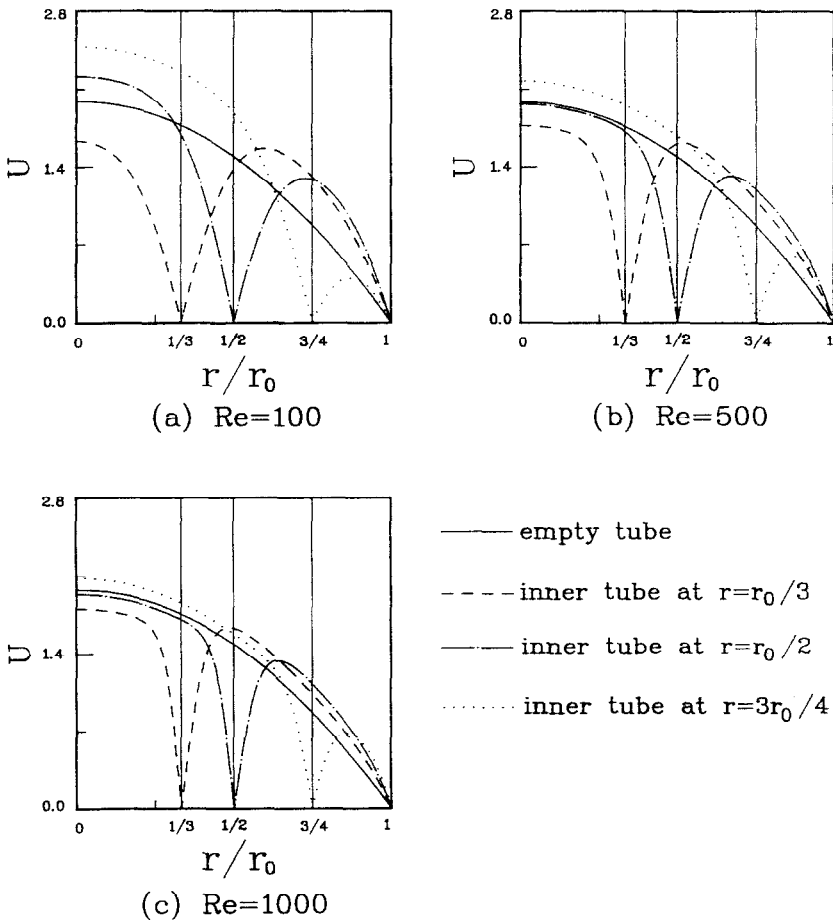 2.8
U
1.4
0.0
0 1/3 1/2 3/4 1
r/r₀
(a) Re=100
2.8
U
1.4
0.0
0 1/3 1/2 3/4 1
r/r₀
(b) Re=500
2.8
U
1.4
0.0
0 1/3 1/2 3/4 1
r/r₀
(c) Re=1000
empty tube
inner tube at r=r₀/3
inner tube at r=r₀/2
inner tube at r=3r₀/4